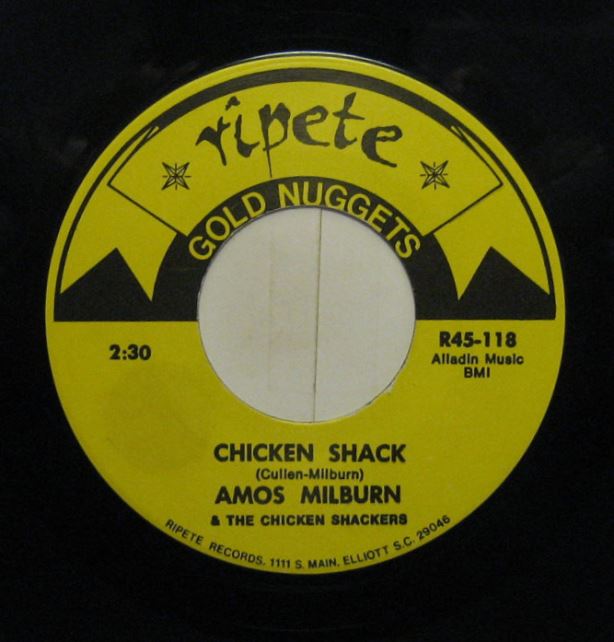 ripete
GOLD NUGGETS
2:30
R45-118
Alladin Music
BMI
CHICKEN SHACK
(Cullen-Milburn)
AMOS MILBURN
& THE CHICKEN SHACKERS
RIPETE RECORDS, 1111 S. MAIN, ELLIOTT S.C. 29046